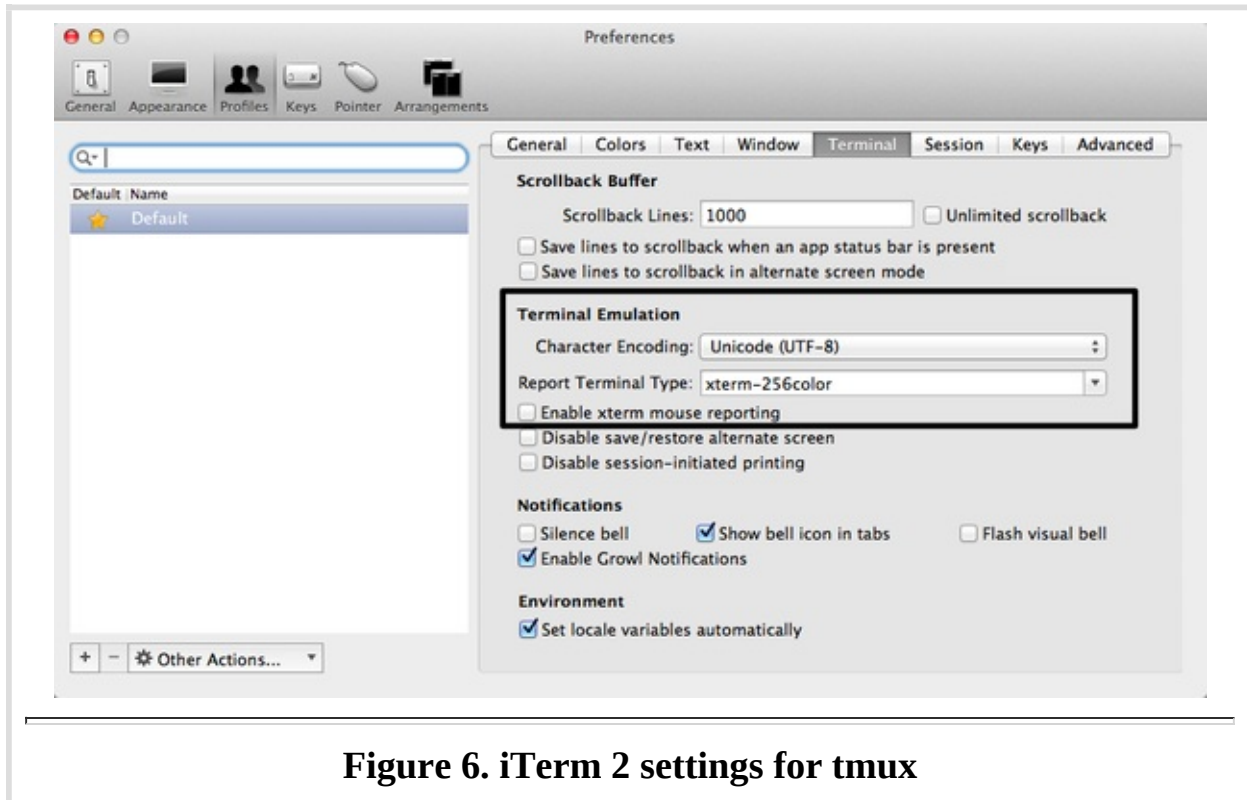 Preferences
General Appearance Profiles Keys Pointer Arrangements
General Colors Text Window Terminal Session Keys Advanced
Default Name
Default
Scrollback Buffer
Scrollback Lines: 1000 Unlimited scrollback
Save lines to scrollback when an app status bar is present
Save lines to scrollback in alternate screen mode
Terminal Emulation
Character Encoding: Unicode (UTF-8)
Report Terminal Type: xterm-256color
Enable xterm mouse reporting
Disable save/restore alternate screen
Disable session-initiated printing
Notifications
Silence bell Show bell icon in tabs Flash visual bell
Enable Growl Notifications
Environment
Set locale variables automatically
+ - Other Actions...
Figure 6. iTerm 2 settings for tmux